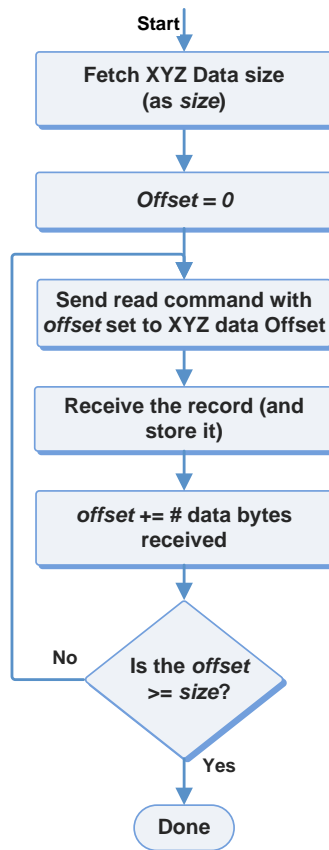 Start
Fetch XYZ Data size
(as size)
Offset = 0
Send read command with
offset set to XYZ data Offset
Receive the record (and
store it)
offset += # data bytes
received
Is the offset
>= size?
No
Yes
Done